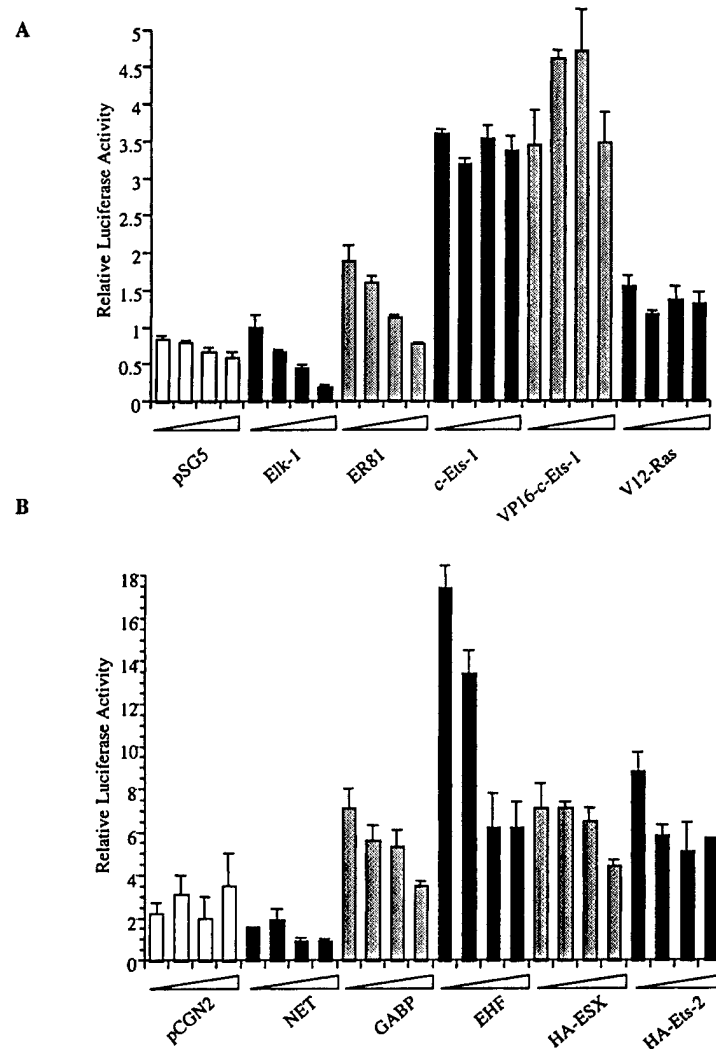 A
Relative Luciferase Activity
5
4.5
4
3.5
3
2.5
2
1.5
1
0.5
0
pSG5
Elk-1
ER81
c-Ets-1
VP16-c-Ets-1
V12-Ras
B
Relative Luciferase Activity
18
16
14
12
10
8
6
4
2
0
pCGN2
NET
GABP
EHF
HA-ESX
HA-Ets-2